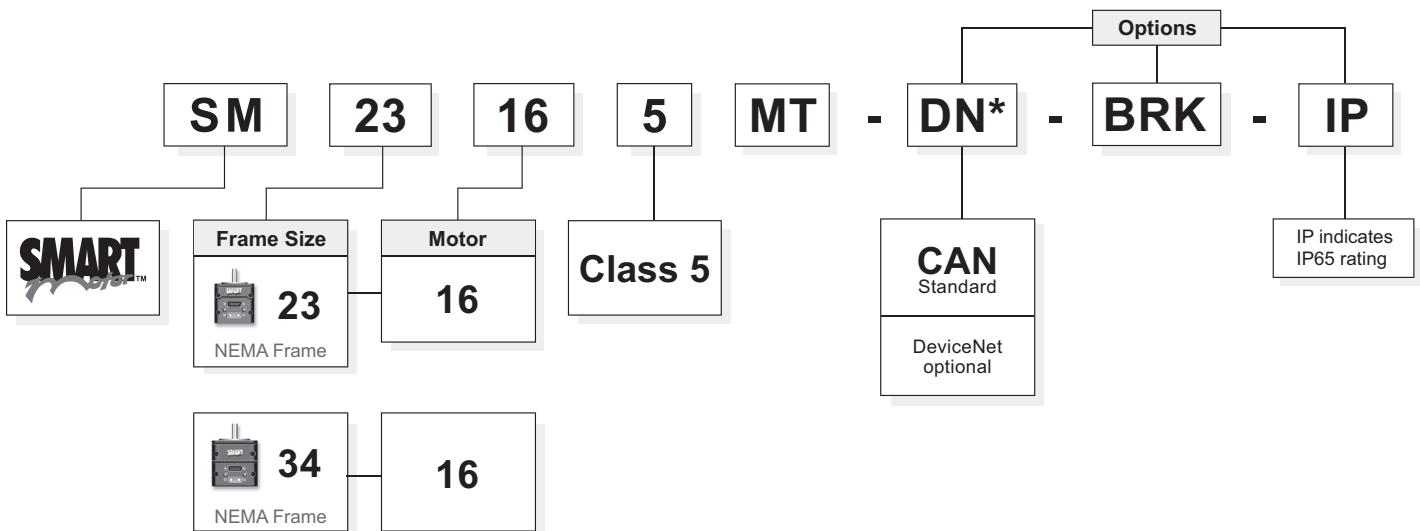 Options
SM 23 16 5 MT - DN* - BRK - IP
SMART
motor™
Frame Size
23
NEMA Frame
Motor
16
Class 5
CAN
Standard
DeviceNet
optional
IP indicates
IP65 rating
34
NEMA Frame
16